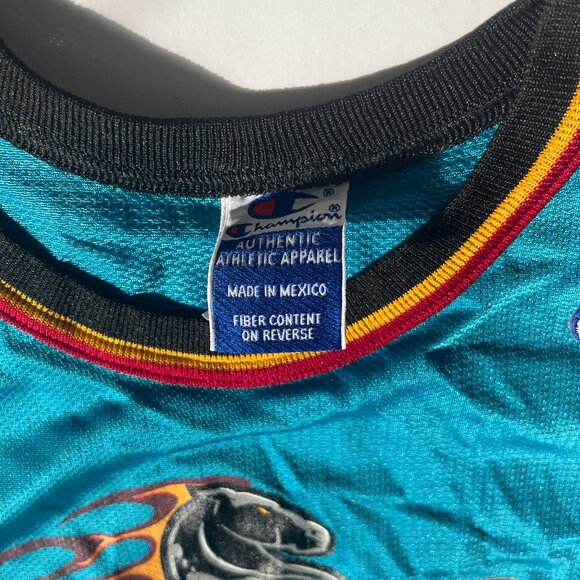 Champion®
AUTHENTIC
ATHLETIC APPAREL
MADE IN MEXICO
FIBER CONTENT
ON REVERSE